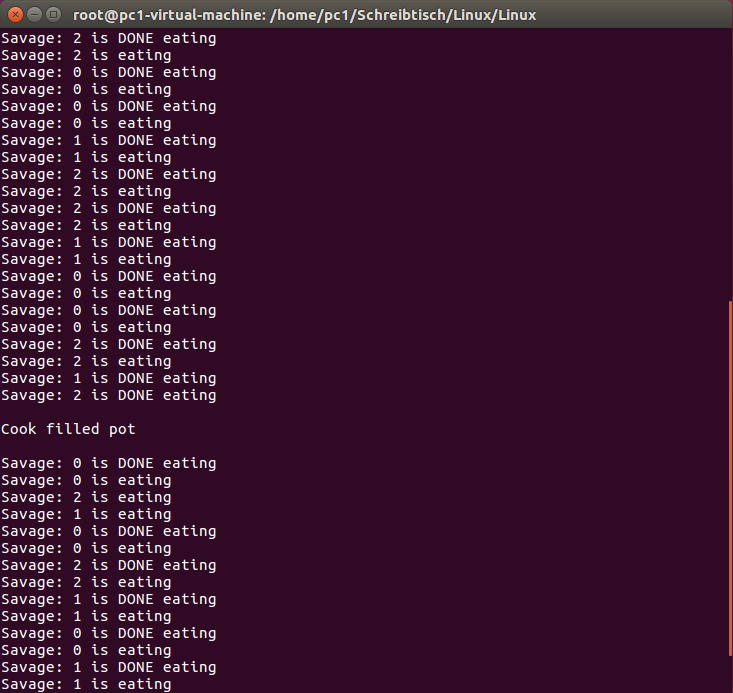 root@pc1-virtual-machine: /home/pc1/Schreibtisch/Linux/Linux
Savage: 2 is DONE eating
Savage: 2 is eating
Savage: 0 is DONE eating
Savage: 0 is eating
Savage: 0 is DONE eating
Savage: 0 is eating
Savage: 1 is DONE eating
Savage: 1 is eating
Savage: 2 is DONE eating
Savage: 2 is eating
Savage: 2 is DONE eating
Savage: 2 is eating
Savage: 1 is DONE eating
Savage: 1 is eating
Savage: 0 is DONE eating
Savage: 0 is eating
Savage: 0 is DONE eating
Savage: 0 is eating
Savage: 2 is DONE eating
Savage: 2 is eating
Savage: 1 is DONE eating
Savage: 2 is DONE eating
Cook filled pot
Savage: 0 is DONE eating
Savage: 0 is eating
Savage: 2 is eating
Savage: 1 is eating
Savage: 0 is DONE eating
Savage: 0 is eating
Savage: 2 is DONE eating
Savage: 2 is eating
Savage: 1 is DONE eating
Savage: 1 is eating
Savage: 0 is DONE eating
Savage: 0 is eating
Savage: 1 is DONE eating
Savage: 1 is eating